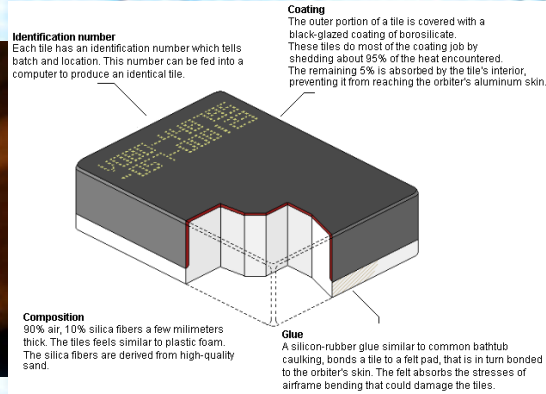 Identification number
Each tile has an identification number which tells
batch and location. This number can be fed into a
computer to produce an identical tile.
Coating
The outer portion of a tile is covered with a
black-glazed coating of borosilicate.
These tiles do most of the coating job by
shedding about 95% of the heat encountered.
The remaining 5% is absorbed by the tile's interior,
preventing it from reaching the orbiter's aluminum skin.
Composition
90% air, 10% silica fibers a few milimeters
thick. The tiles feels similar to plastic foam.
The silica fibers are derived from high-quality
sand.
Glue
A silicon-rubber glue similar to common bathtub
caulking, bonds a tile to a felt pad, that is in turn bonded
to the orbiter's skin. The felt absorbs the stresses of
airframe bending that could damage the tiles.